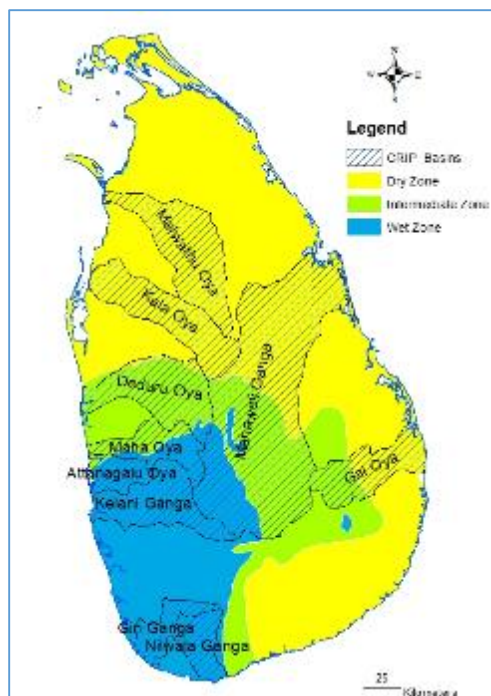 N
W E
S
Legend
CRIP Basins
Dry Zone
Intermediate Zone
Wet Zone
Malwathu Oya
Kala Oya
Mahaweli Ganga
Deduru Oya
Maha Oya
Attanagalu Oya
Gal Oya
Kelani Ganga
Gin Ganga
Nilwala Ganga
25
Kilometers